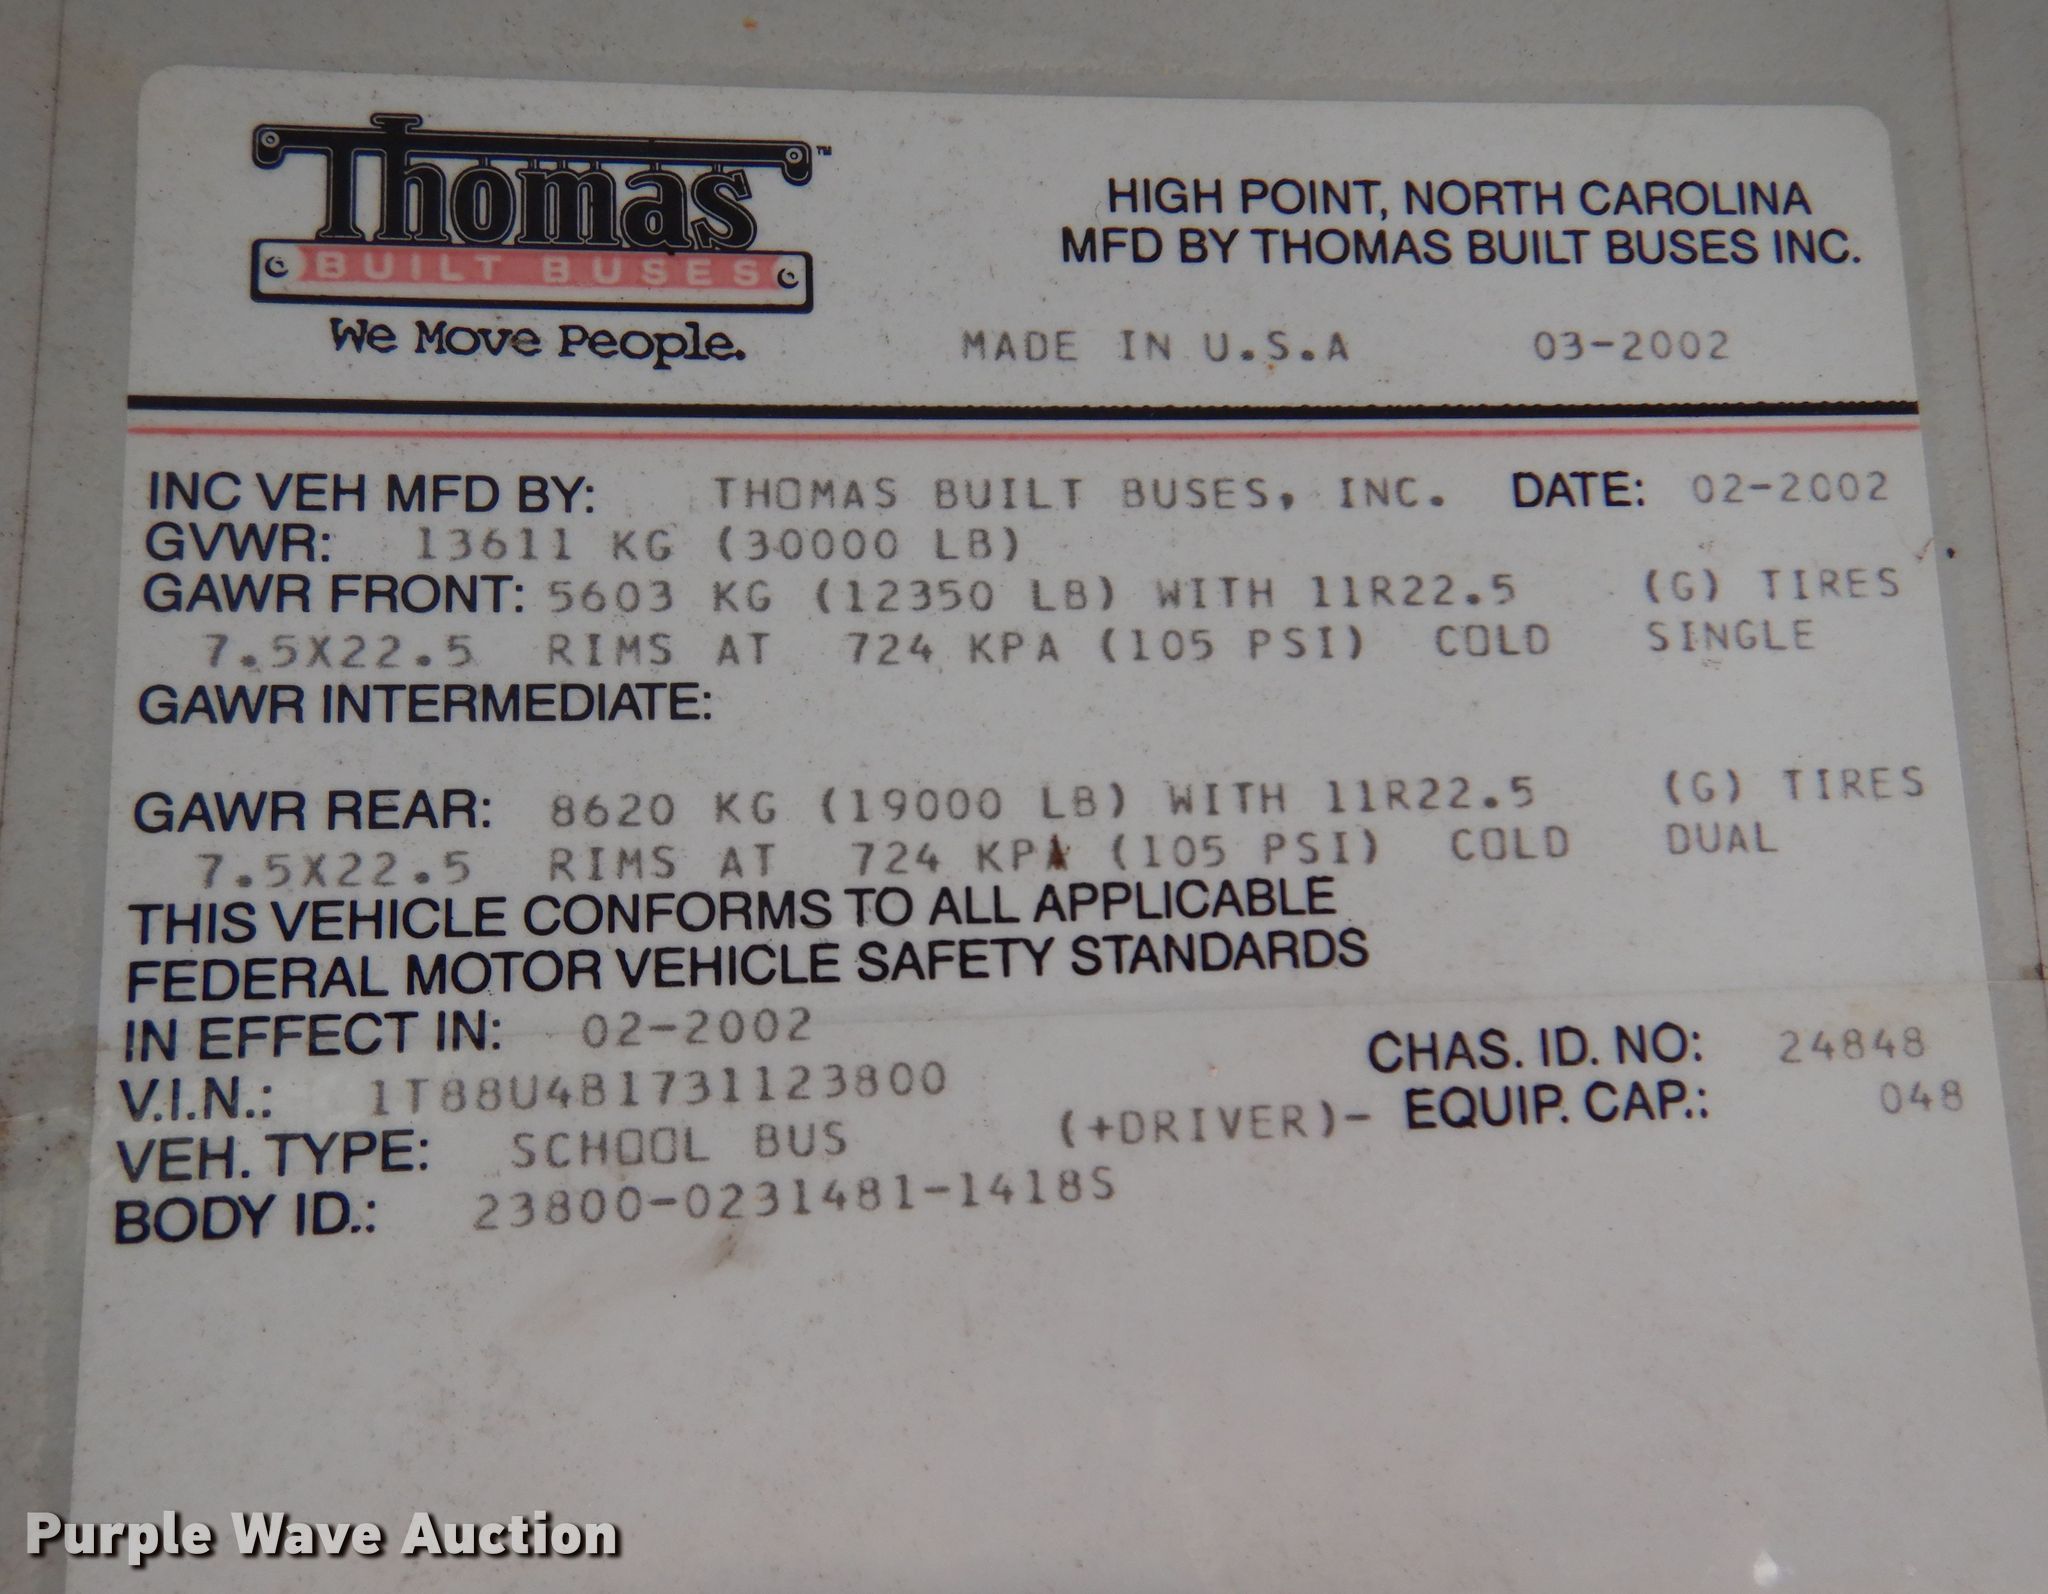 Thomas™
BUILT BUSES
We Move People.
HIGH POINT, NORTH CAROLINA
MFD BY THOMAS BUILT BUSES INC.
MADE IN U.S.A 03-2002
INC VEH MFD BY: THOMAS BUILT BUSES, INC. DATE: 02-2002
GVWR: 13611 KG (30000 LB)
GAWR FRONT: 5603 KG (12350 LB) WITH 11R22.5 (G) TIRES
7.5X22.5 RIMS AT 724 KPA (105 PSI) COLD SINGLE
GAWR INTERMEDIATE:
GAWR REAR: 8620 KG (19000 LB) WITH 11R22.5 (G) TIRES
7.5X22.5 RIMS AT 724 KPA (105 PSI) COLD DUAL
THIS VEHICLE CONFORMS TO ALL APPLICABLE
FEDERAL MOTOR VEHICLE SAFETY STANDARDS
IN EFFECT IN: 02-2002 CHAS. ID. NO: 24848
V.I.N.: 1T88U4B1731123800
VEH. TYPE: SCHOOL BUS (+DRIVER)- EQUIP. CAP.: 048
BODY ID.: 23800-0231481-1418S
Purple Wave Auction